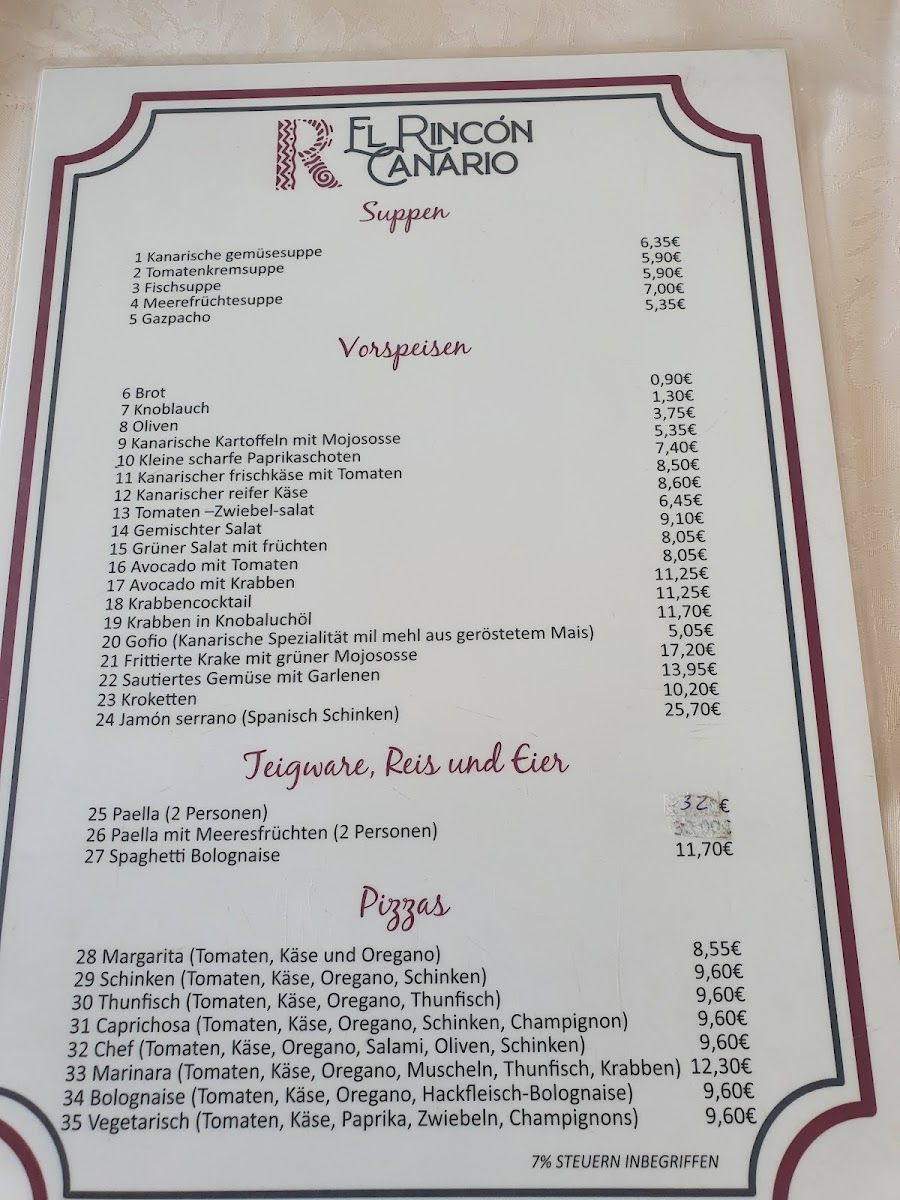 EL RINCÓN
CANARIO
Suppen
1 Kanarische gemüsesuppe 6,35€
2 Tomatenkremsuppe 5,90€
3 Fischsuppe 5,90€
4 Meerefrüchtesuppe 7,00€
5 Gazpacho 5,35€
Vorspeisen
6 Brot 0,90€
7 Knoblauch 1,30€
8 Oliven 3,75€
9 Kanarische Kartoffeln mit Mojososse 5,35€
10 Kleine scharfe Paprikaschoten 7,40€
11 Kanarischer frischkäse mit Tomaten 8,50€
12 Kanarischer reifer Käse 8,60€
13 Tomaten –Zwiebel-salat 6,45€
14 Gemischter Salat 9,10€
15 Grüner Salat mit früchten 8,05€
16 Avocado mit Tomaten 8,05€
17 Avocado mit Krabben 11,25€
18 Krabbencocktail 11,25€
19 Krabben in Knobaluchöl 11,70€
20 Gofio (Kanarische Spezialität mil mehl aus geröstetem Mais) 5,05€
21 Frittierte Krake mit grüner Mojososse 17,20€
22 Sautiertes Gemüse mit Garlenen 13,95€
23 Kroketten 10,20€
24 Jamón serrano (Spanisch Schinken) 25,70€
Teigware, Reis und Eier
25 Paella (2 Personen) 32 €
26 Paella mit Meeresfrüchten (2 Personen)
27 Spaghetti Bolognaise 11,70€
Pizzas
28 Margarita (Tomaten, Käse und Oregano) 8,55€
29 Schinken (Tomaten, Käse, Oregano, Schinken) 9,60€
30 Thunfisch (Tomaten, Käse, Oregano, Thunfisch) 9,60€
31 Caprichosa (Tomaten, Käse, Oregano, Schinken, Champignon) 9,60€
32 Chef (Tomaten, Käse, Oregano, Salami, Oliven, Schinken) 9,60€
33 Marinara (Tomaten, Käse, Oregano, Muscheln, Thunfisch, Krabben) 12,30€
34 Bolognaise (Tomaten, Käse, Oregano, Hackfleisch-Bolognaise) 9,60€
35 Vegetarisch (Tomaten, Käse, Paprika, Zwiebeln, Champignons) 9,60€
7% STEUERN INBEGRIFFEN